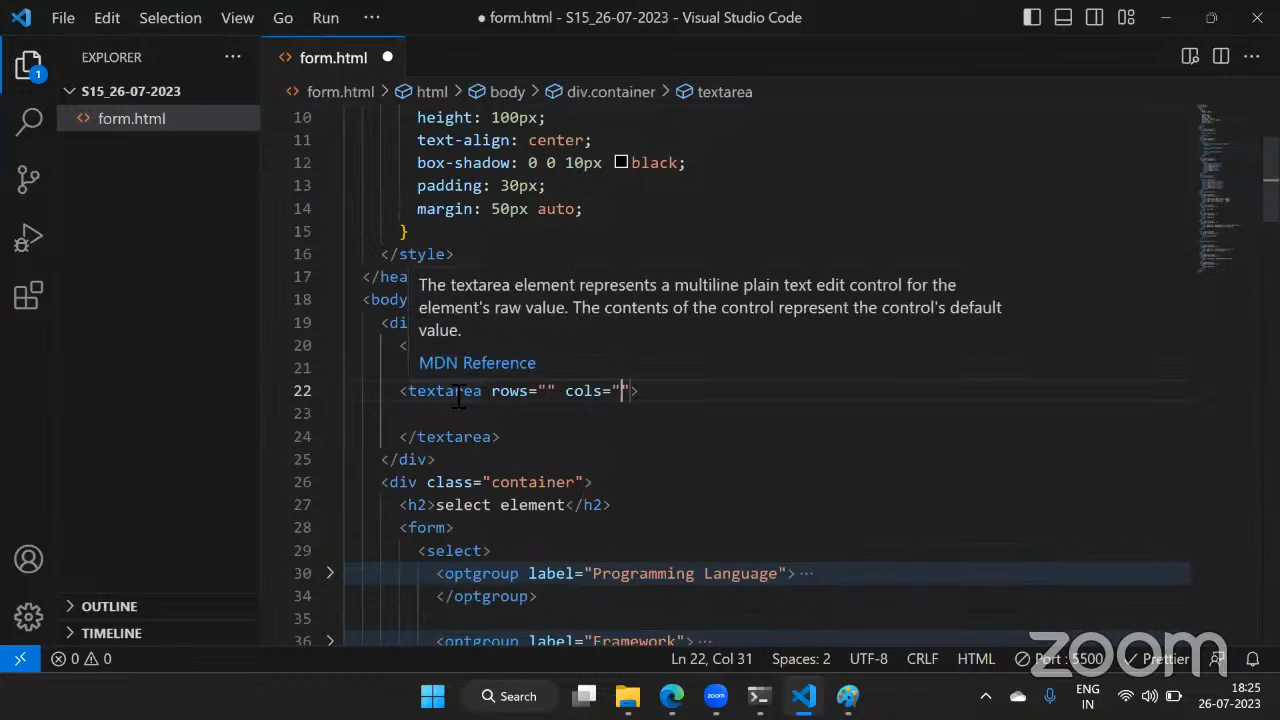 File Edit Selection View Go Run ··· ● form.html - S15_26-07-2023 - Visual Studio Code
EXPLORER ···
<> form.html ●
1
S15_26-07-2023
<> form.html
<> form.html > html > body > div.container > textarea
10 height: 100px;
11 text-align: center;
12 box-shadow: 0 0 10px black;
13 padding: 30px;
14 margin: 50px auto;
15 }
16 </style>
17 </hea
18 <body
19 <di
20 <
21
The textarea element represents a multiline plain text edit control for the
element's raw value. The contents of the control represent the control's default
value.
MDN Reference
22 <textarea rows="" cols="">
23
24 </textarea>
25 </div>
26 <div class="container">
27 <h2>select element</h2>
28 <form>
29 <select>
30 <optgroup label="Programming Language"> ···
34 </optgroup>
35
36 <optgroup label="Framework"> ···
OUTLINE
TIMELINE
zoom
0 0 Ln 22, Col 31 Spaces: 2 UTF-8 CRLF HTML Port : 5500 Prettier
Search
zoom
ENG
IN
18:25
26-07-2023